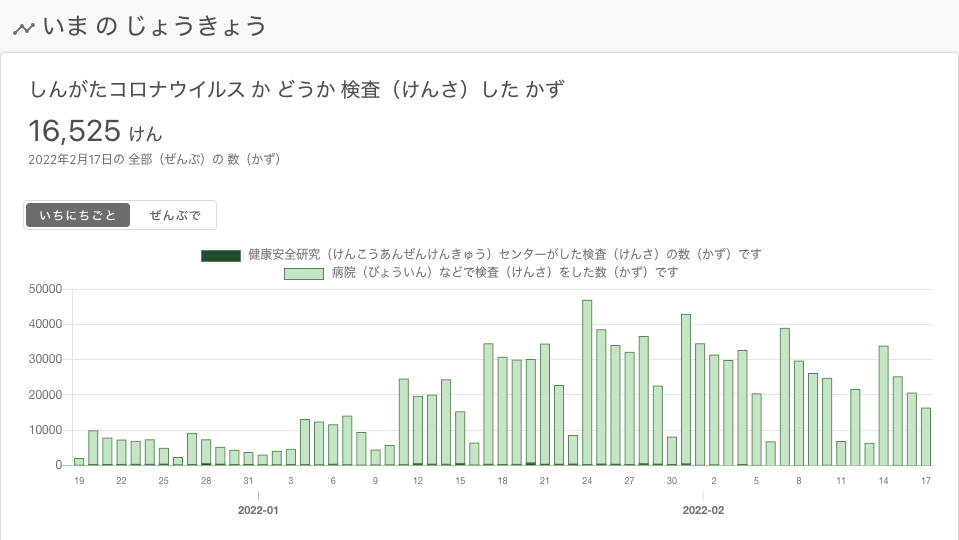 いま の じょうきょう
しんがたコロナウイルス か どうか 検査（けんさ）した かず
16,525 けん
2022年2月17日の 全部（ぜんぶ）の 数（かず）
いちにちごと ぜんぶで
健康安全研究（けんこうあんぜんけんきゅう）センターがした検査（けんさ）の数（かず）です
病院（びょういん）などで検査（けんさ）をした数（かず）です
50000
40000
30000
20000
10000
0
19 22 25 28 31 3 6 9 12 15 18 21 24 27 30 2 5 8 11 14 17
2022-01 2022-02